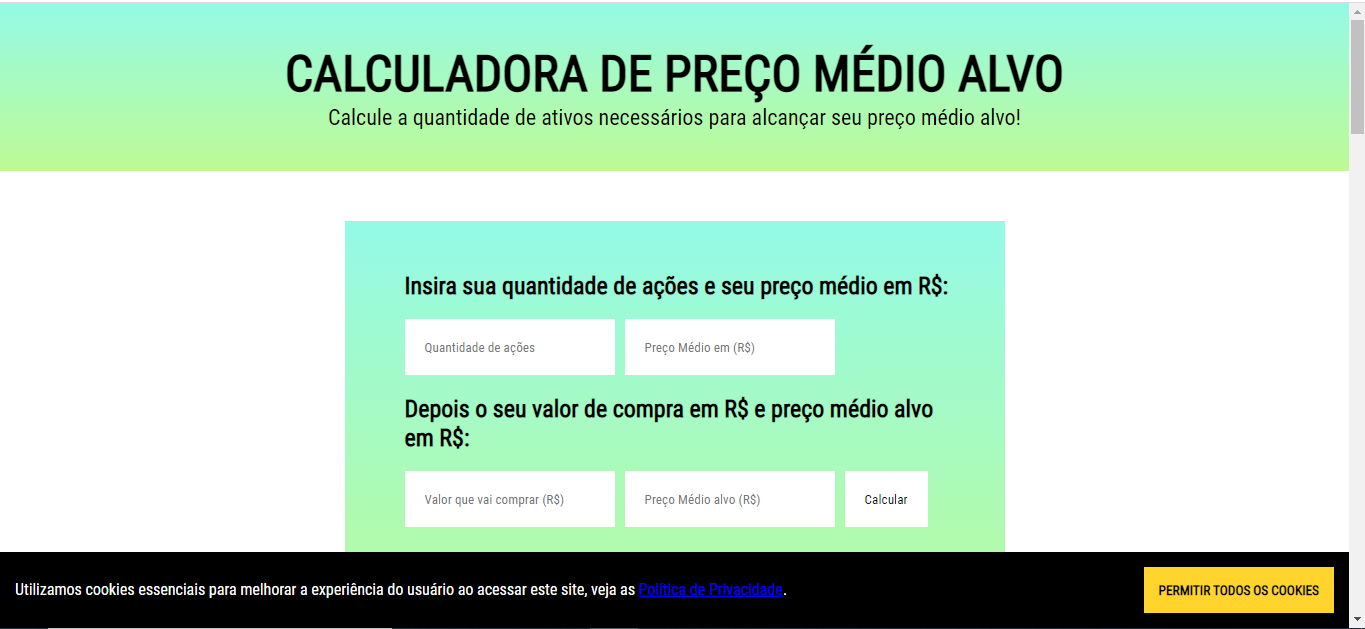 CALCULADORA DE PREÇO MÉDIO ALVO
Calcule a quantidade de ativos necessários para alcançar seu preço médio alvo!
Insira sua quantidade de ações e seu preço médio em R$:
Quantidade de ações
Preço Médio em (R$)
Depois o seu valor de compra em R$ e preço médio alvo
em R$:
Valor que vai comprar (R$)
Preço Médio alvo (R$)
Calcular
Utilizamos cookies essenciais para melhorar a experiência do usuário ao acessar este site, veja as Política de Privacidade.
PERMITIR TODOS OS COOKIES